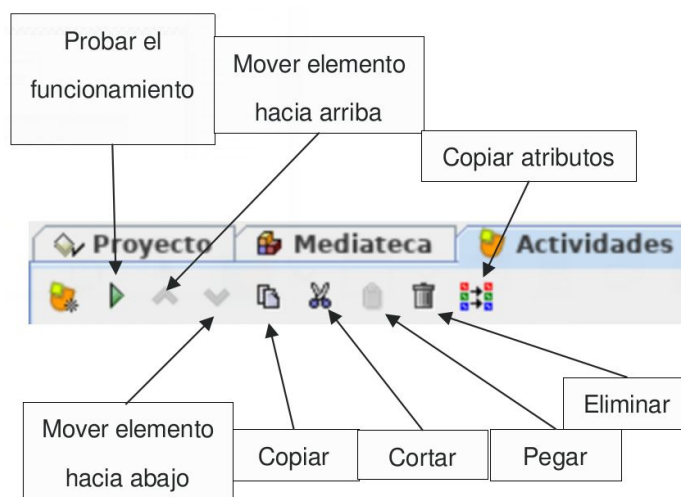 Probar el
funcionamiento
Mover elemento
hacia arriba
Copiar atributos
Proyecto
Mediateca
Actividades
Eliminar
Mover elemento
hacia abajo
Copiar
Cortar
Pegar